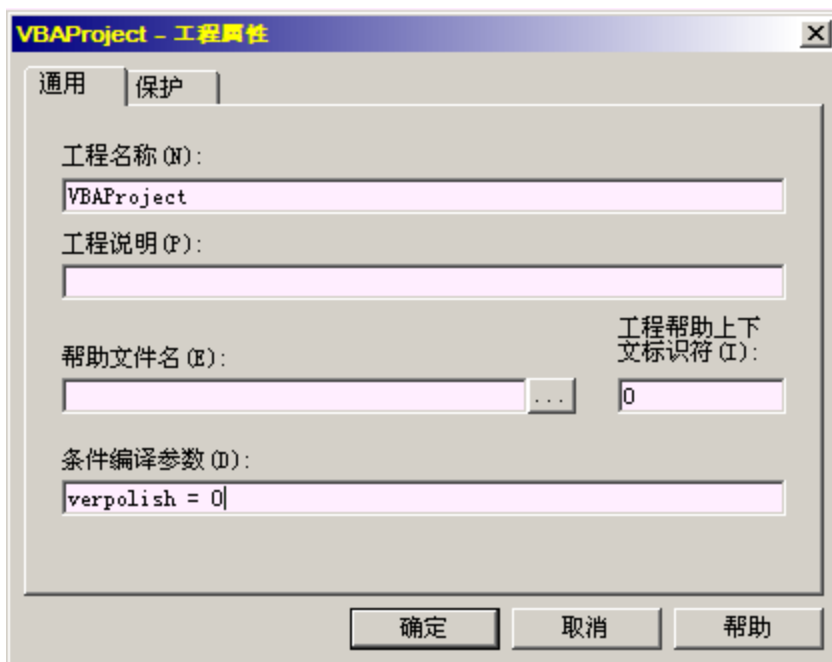 VBAProject - 工程属性
通用 保护
工程名称(N):
VBAProject
工程说明(P):
工程帮助上下
文标识符(I):
帮助文件名(E):
...
0
条件编译参数(D):
verpolish = 0
确定 取消 帮助